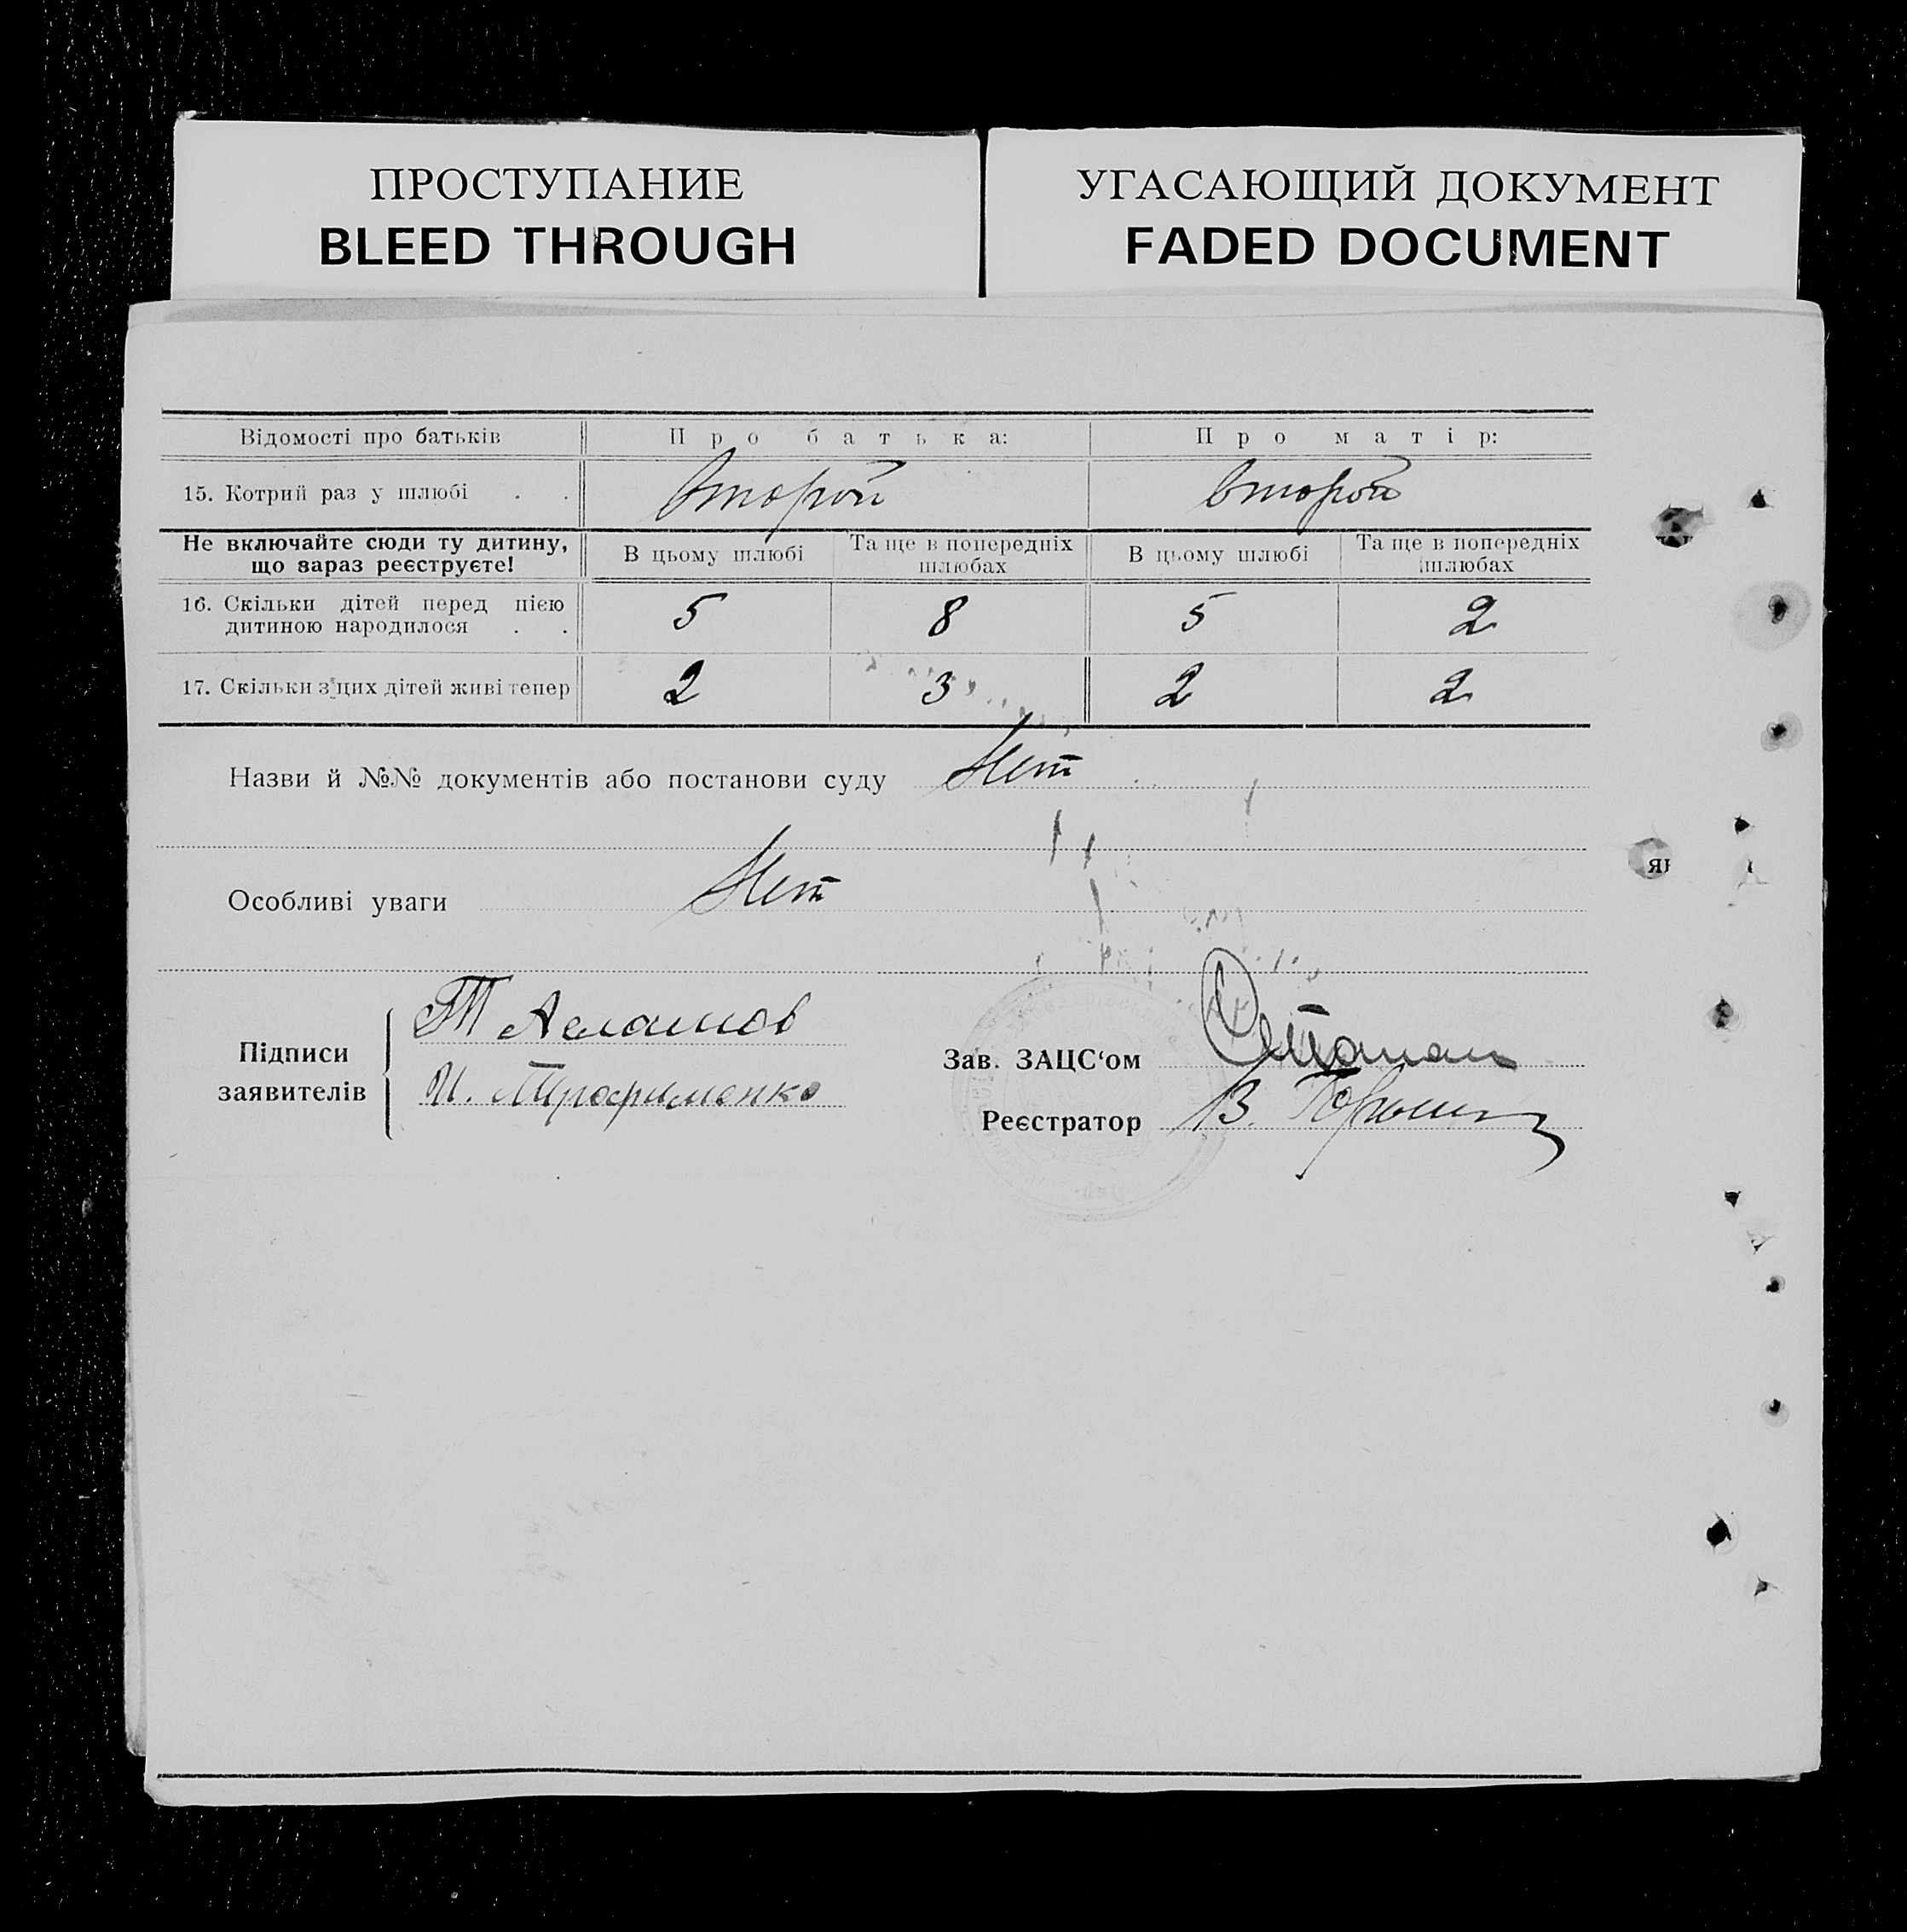 ПРОСТУПАНИЕ
BLEED THROUGH
УГАСАЮЩИЙ ДОКУМЕНТ
FADED DOCUMENT
Відомості про батьків Про батька: Про матір:
15. Котрий раз у шлюбі . . Второй второй
Не включайте сюди ту дитину, що зараз реєструєте! В цьому шлюбі Та ще в попередніх шлюбах В цьому шлюбі Та ще в попередніх шлюбах
16. Скільки дітей перед цією
дитиною народилося . . 5 8 5 2
17. Скільки з цих дітей живі тепер 2 3 2 2
Назви й №№ документів або постанови суду Нет
Особливі уваги Нет
Підписи
заявителів
Т Асламов
И. Трофименко
Зав. ЗАЦС‘ом
Реєстратор В.